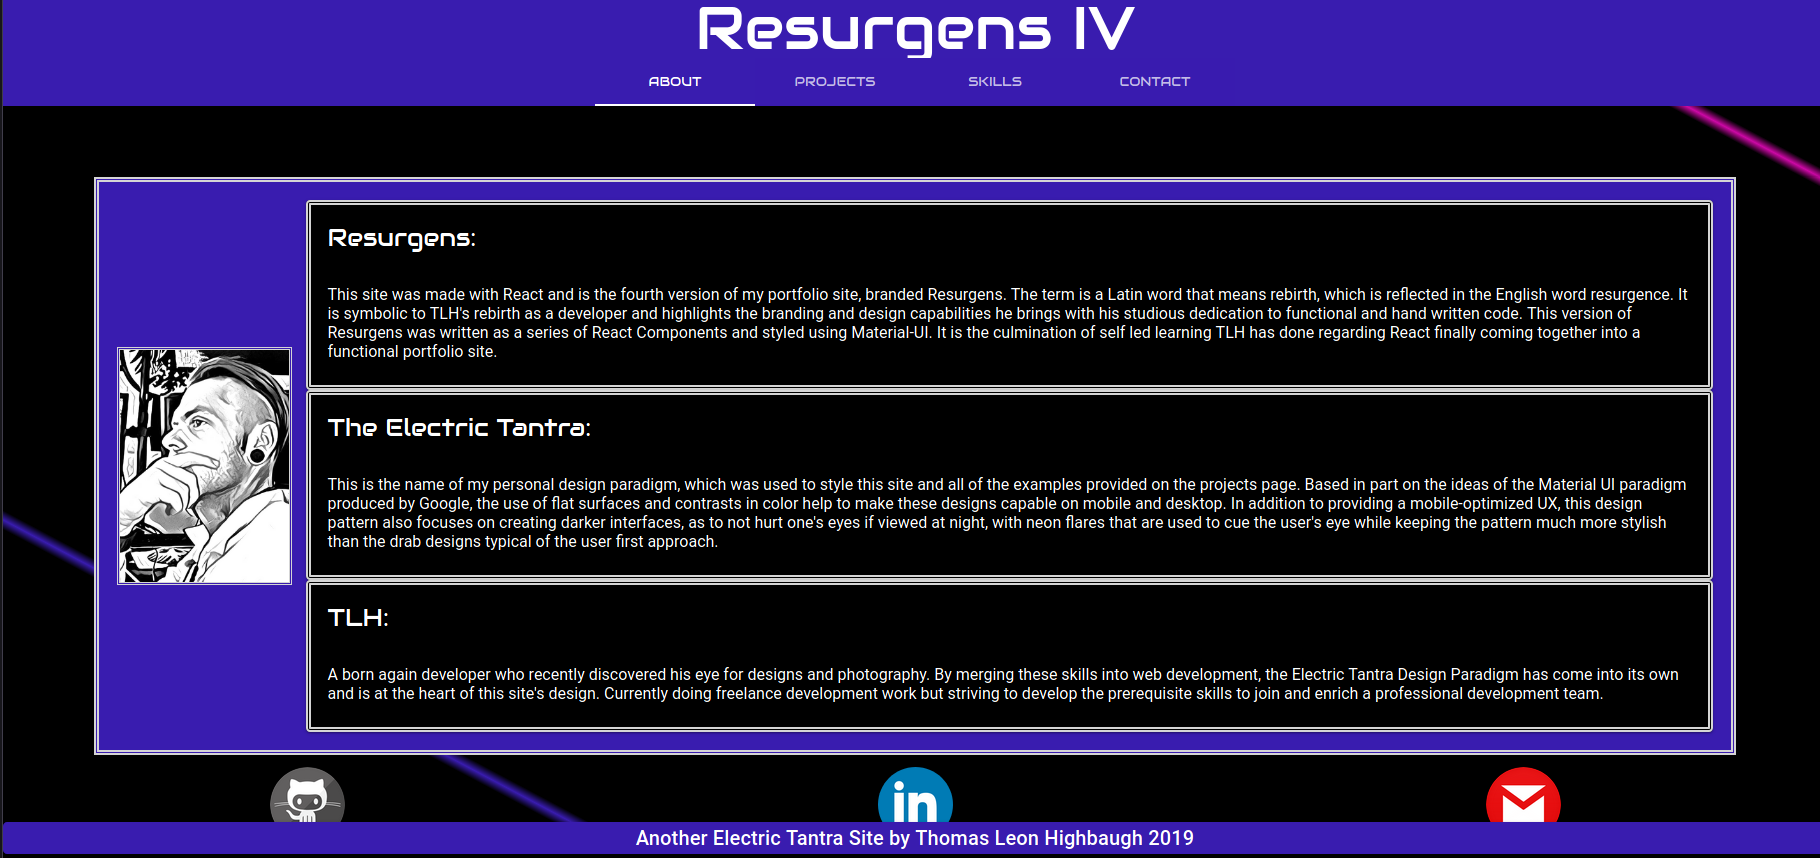 Resurgens IV
ABOUT PROJECTS SKILLS CONTACT
Resurgens:
This site was made with React and is the fourth version of my portfolio site, branded Resurgens. The term is a Latin word that means rebirth, which is reflected in the English word resurgence. It
is symbolic to TLH's rebirth as a developer and highlights the branding and design capabilities he brings with his studious dedication to functional and hand written code. This version of
Resurgens was written as a series of React Components and styled using Material-UI. It is the culmination of self led learning TLH has done regarding React finally coming together into a
functional portfolio site.
The Electric Tantra:
This is the name of my personal design paradigm, which was used to style this site and all of the examples provided on the projects page. Based in part on the ideas of the Material UI paradigm
produced by Google, the use of flat surfaces and contrasts in color help to make these designs capable on mobile and desktop. In addition to providing a mobile-optimized UX, this design
pattern also focuses on creating darker interfaces, as to not hurt one's eyes if viewed at night, with neon flares that are used to cue the user's eye while keeping the pattern much more stylish
than the drab designs typical of the user first approach.
TLH:
A born again developer who recently discovered his eye for designs and photography. By merging these skills into web development, the Electric Tantra Design Paradigm has come into its own
and is at the heart of this site's design. Currently doing freelance development work but striving to develop the prerequisite skills to join and enrich a professional development team.
in
Another Electric Tantra Site by Thomas Leon Highbaugh 2019